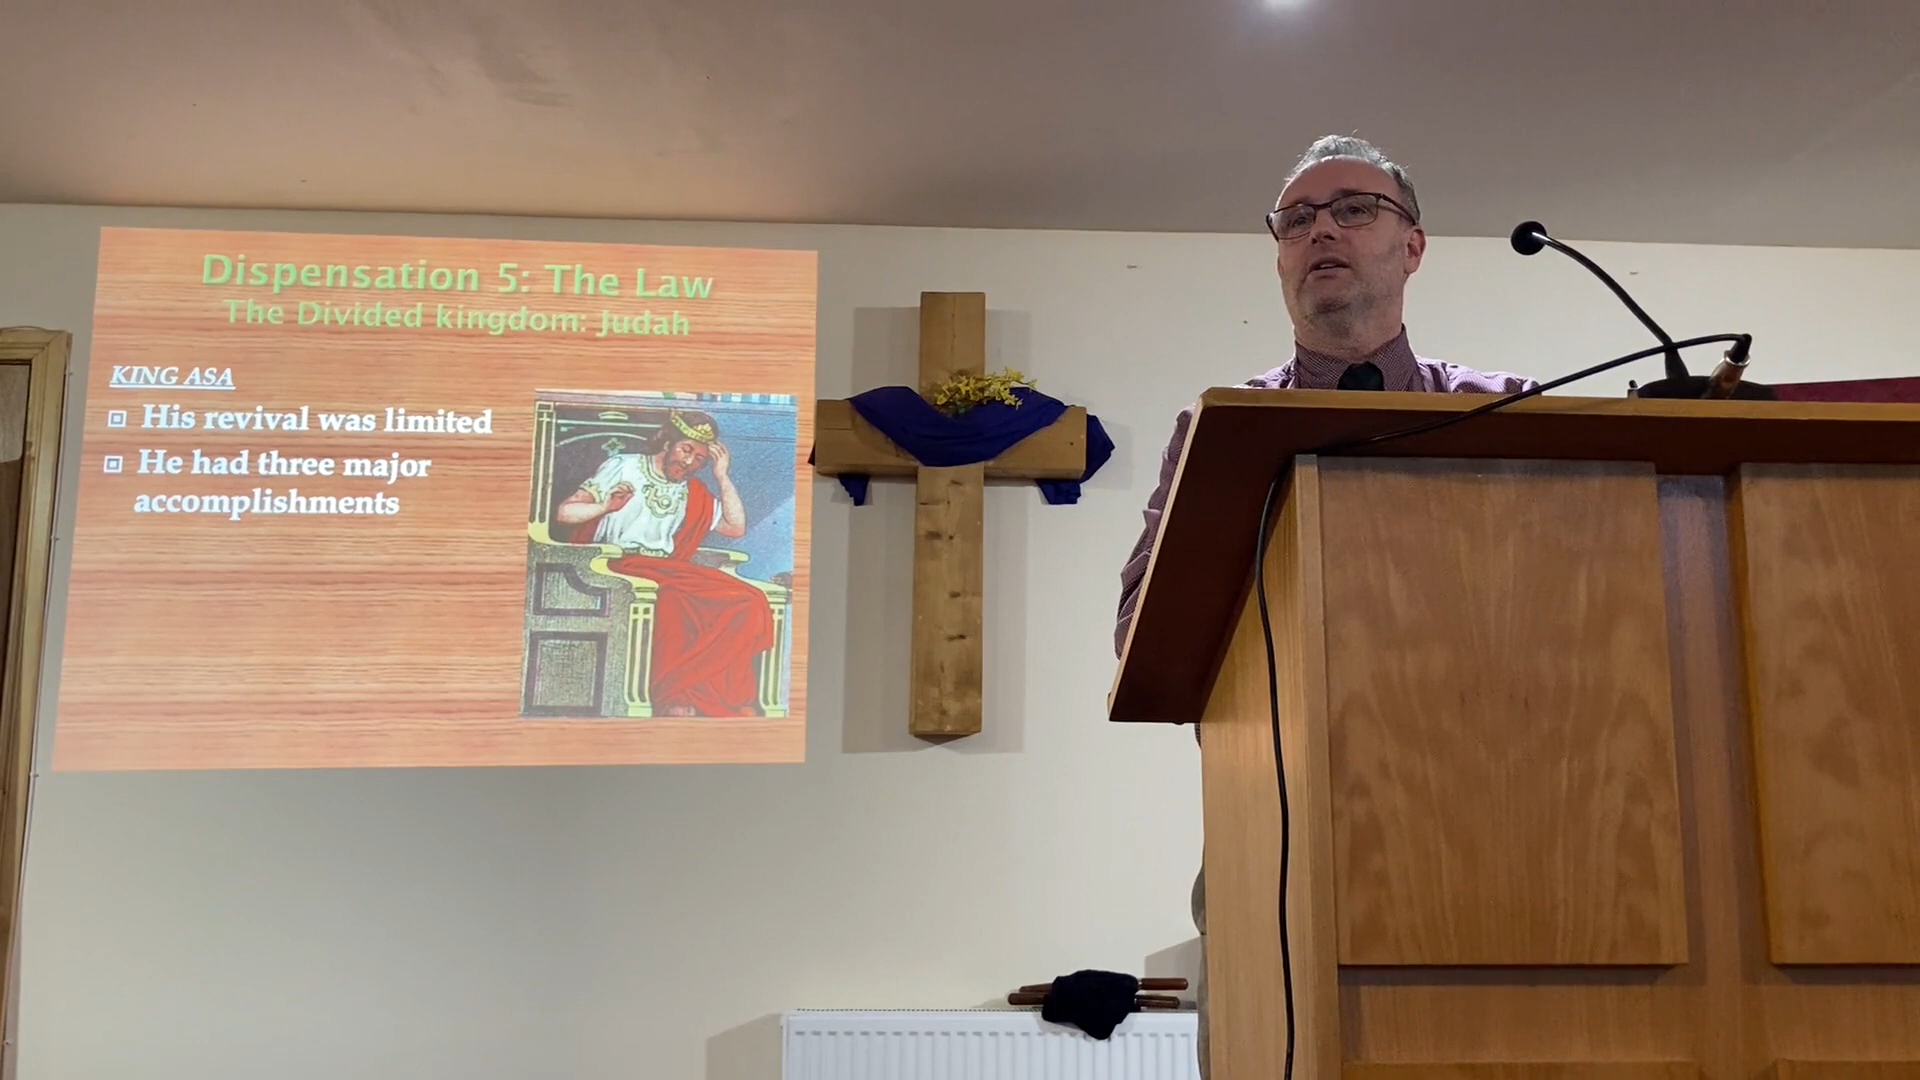 Dispensation 5: The Law
The Divided kingdom: Judah
KING ASA
His revival was limited
He had three major
accomplishments